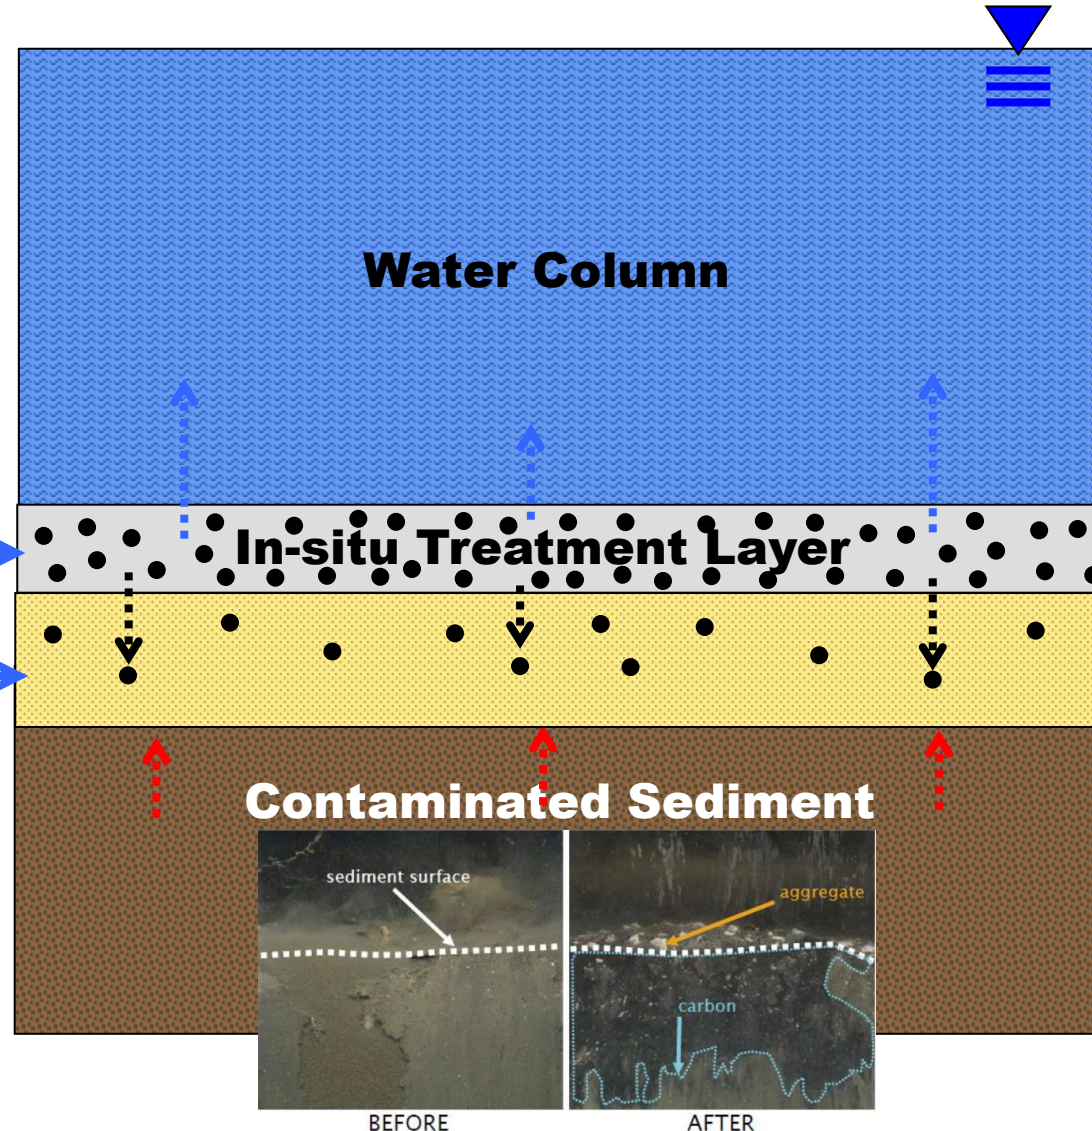 Water Column
In-situ Treatment Layer
Contaminated Sediment
sediment surface
aggregate
carbon
BEFORE
AFTER